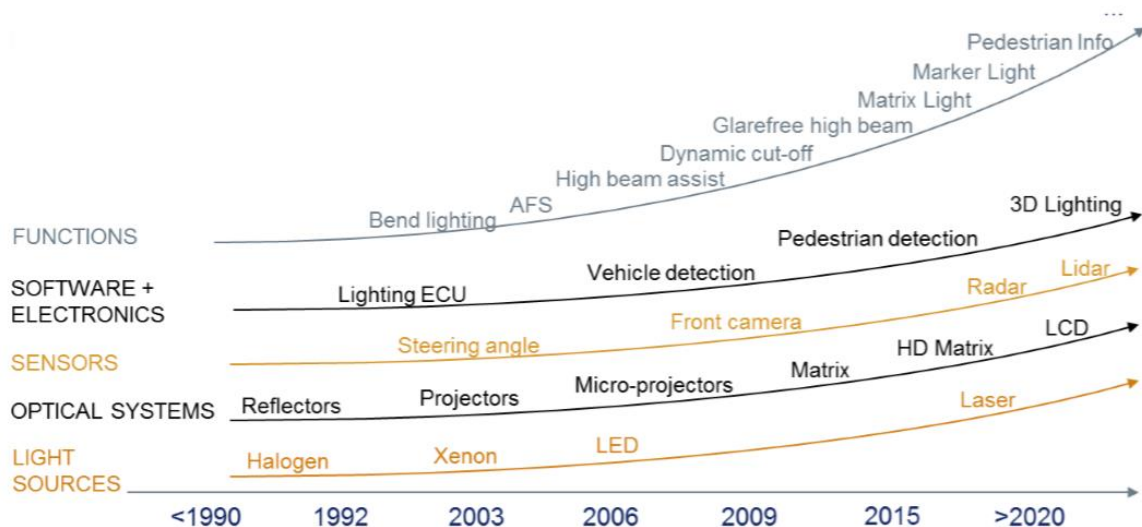 ...
Pedestrian Info
Marker Light
Matrix Light
Glarefree high beam
Dynamic cut-off
High beam assist
AFS
Bend lighting
FUNCTIONS
3D Lighting
Pedestrian detection
Vehicle detection
Lighting ECU
SOFTWARE +
ELECTRONICS
Lidar
Radar
Front camera
Steering angle
SENSORS
LCD
HD Matrix
Matrix
Micro-projectors
Projectors
Reflectors
OPTICAL SYSTEMS
Laser
LED
Xenon
Halogen
LIGHT
SOURCES
<1990 1992 2003 2006 2009 2015 >2020